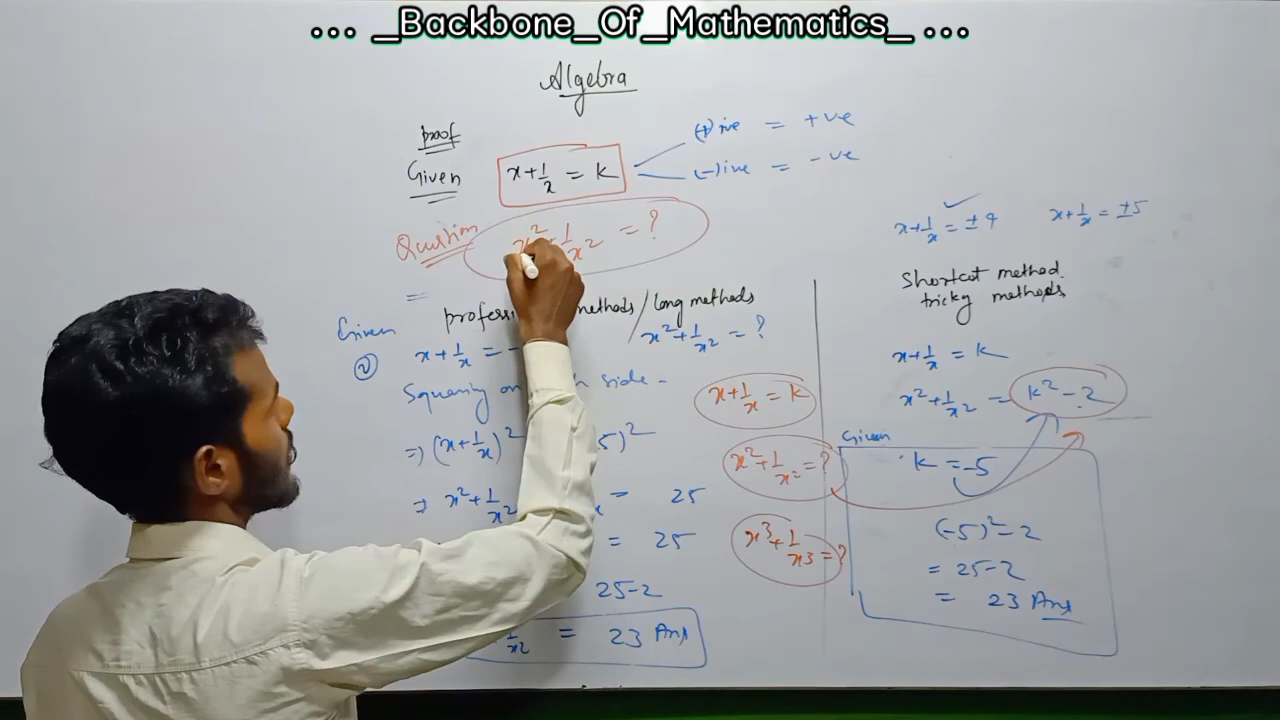 ... _Backbone_Of_Mathematics_ ...
Algebra
proof
Given x+1/x = k
(+)ive = +ve
(-)ive = -ve
Question x²+1/x² = ?
=
x+1/x = ±4 x+1/x = ±5
methods/long methods
Given
② x+1/x = -
x²+1/x² = ?
Squaring on side -
=> (x+1/x)² 5)²
=> x²+1/x² = 25
= 25
25-2
1/x² = 23 Ans
x+1/x = k
x²+1/x² = ?
x³+1/x³ = ?
Shortcut method
tricky methods
x+1/x = k
x²+1/x² = k²-2
Given
k = -5
(-5)²-2
= 25-2
= 23 Ans